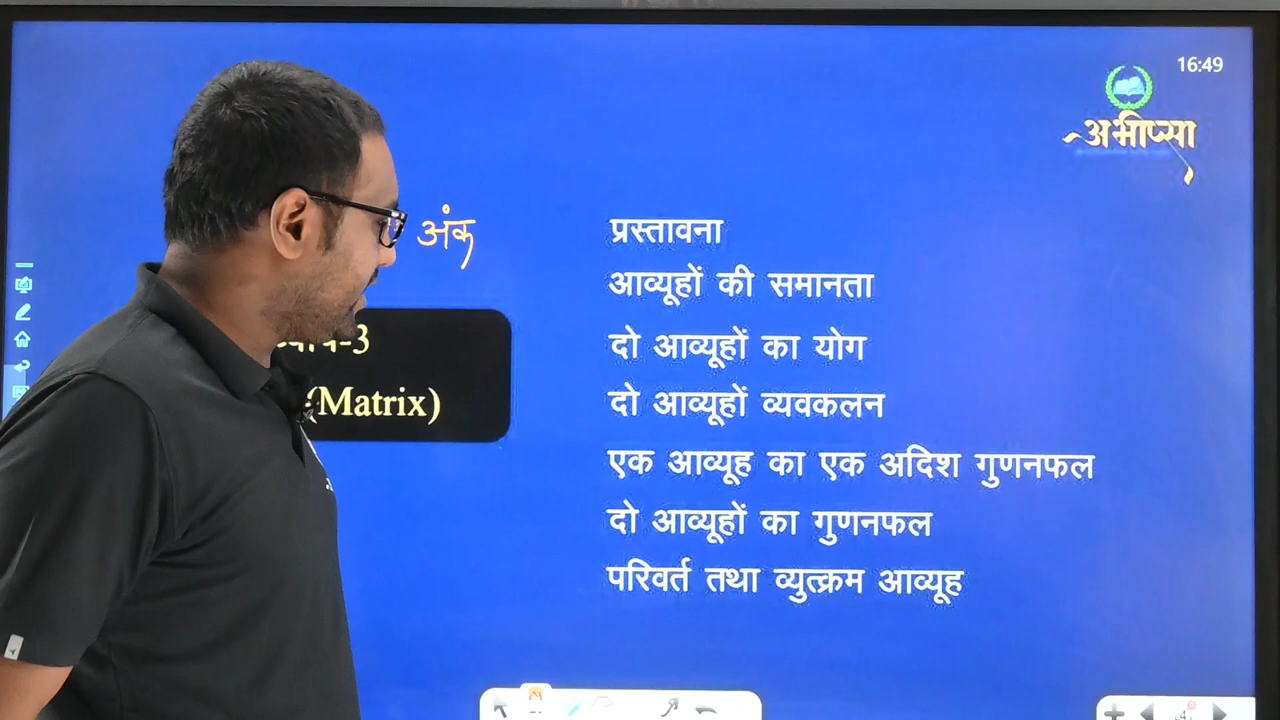 16:49
अभीप्सा
अंक
प्रस्तावना
आव्यूहों की समानता
-3
दो आव्यूहों का योग
(Matrix)
दो आव्यूहों व्यवकलन
एक आव्यूह का एक अदिश गुणनफल
दो आव्यूहों का गुणनफल
परिवर्त तथा व्युत्क्रम आव्यूह